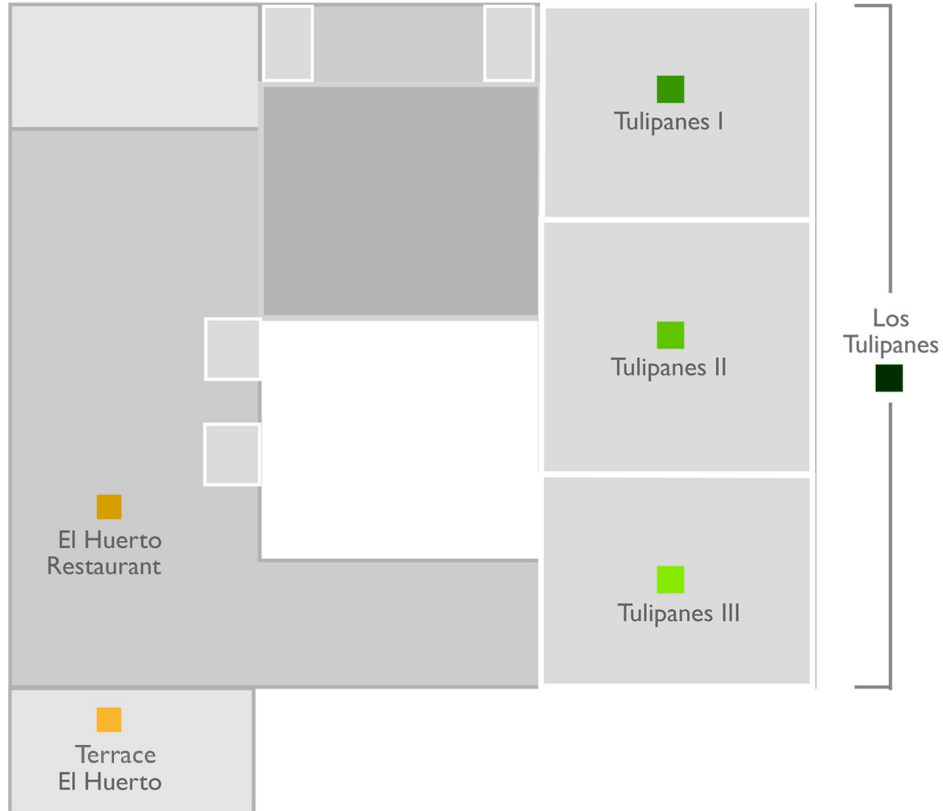 Tulipanes I
Los
Tulipanes
Tulipanes II
El Huerto
Restaurant
Tulipanes III
Terrace
El Huerto